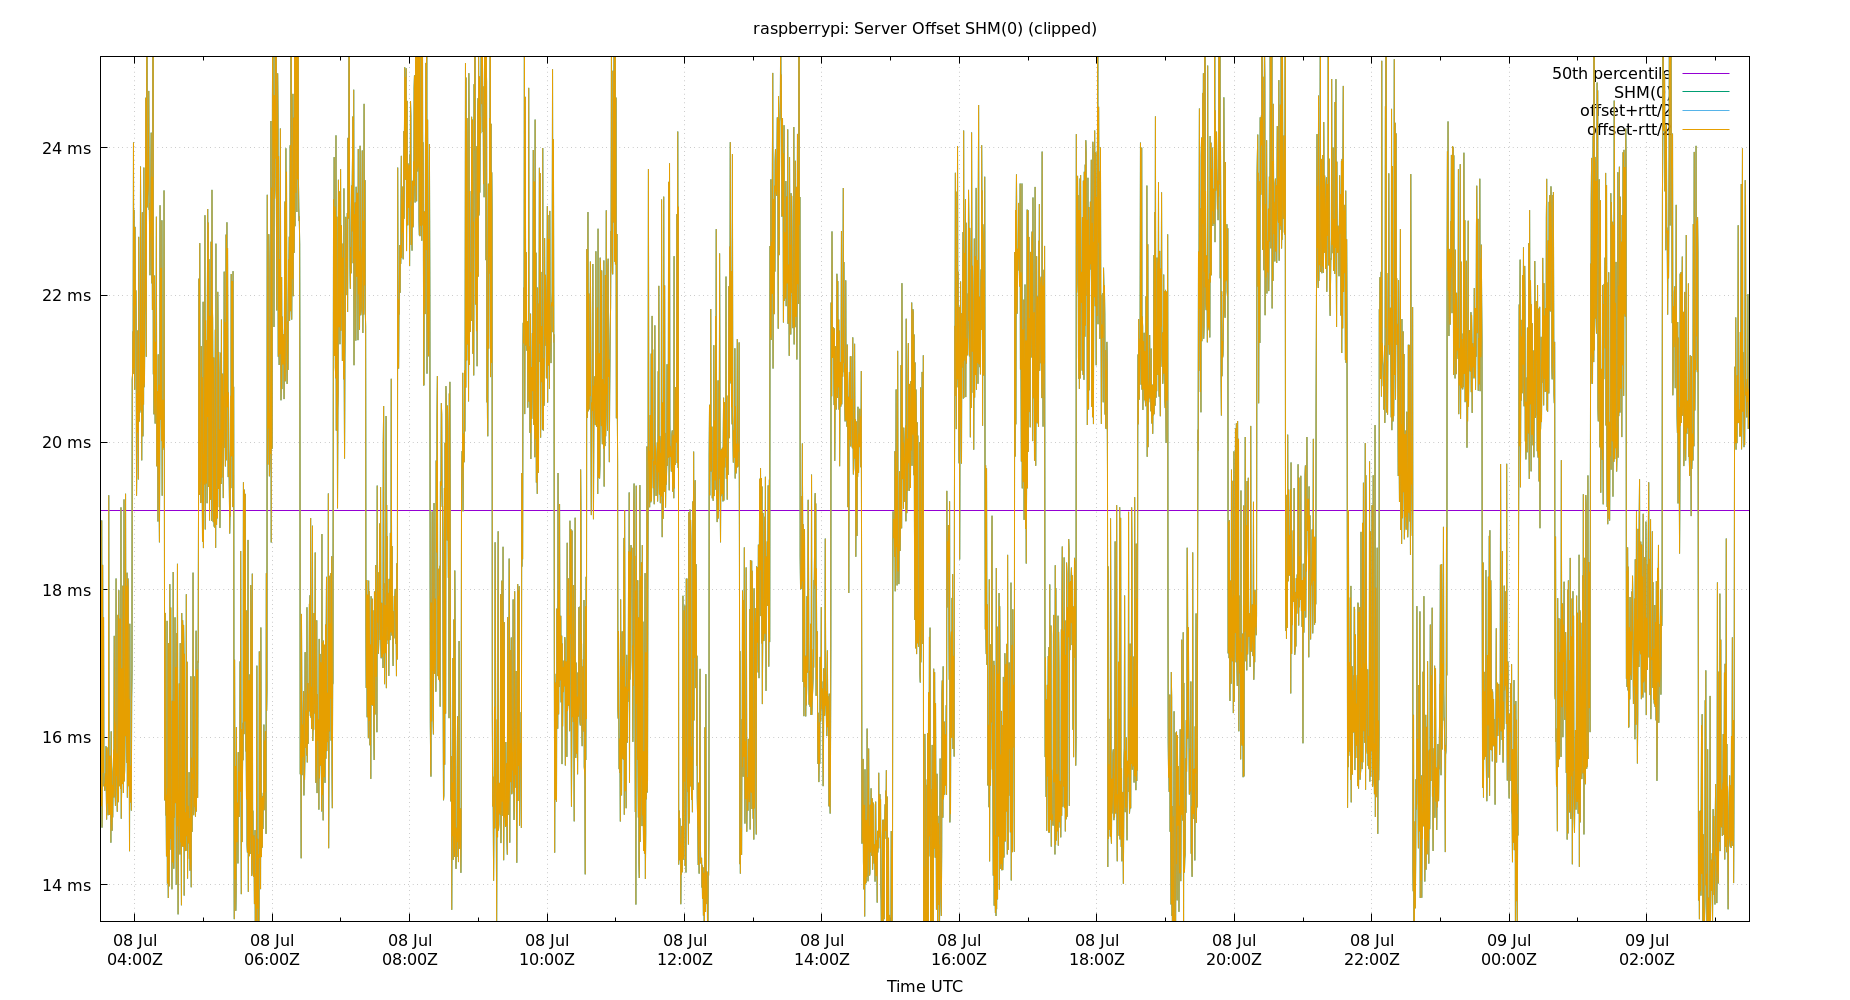 raspberrypi: Server Offset SHM(0) (clipped)
50th percentile
SHM(0)
offset+rtt/2
offset-rtt/2
24 ms
22 ms
20 ms
18 ms
16 ms
14 ms
08 Jul 08 Jul 08 Jul 08 Jul 08 Jul 08 Jul 08 Jul 08 Jul 08 Jul 08 Jul 09 Jul 09 Jul
04:00Z 06:00Z 08:00Z 10:00Z 12:00Z 14:00Z 16:00Z 18:00Z 20:00Z 22:00Z 00:00Z 02:00Z
Time UTC